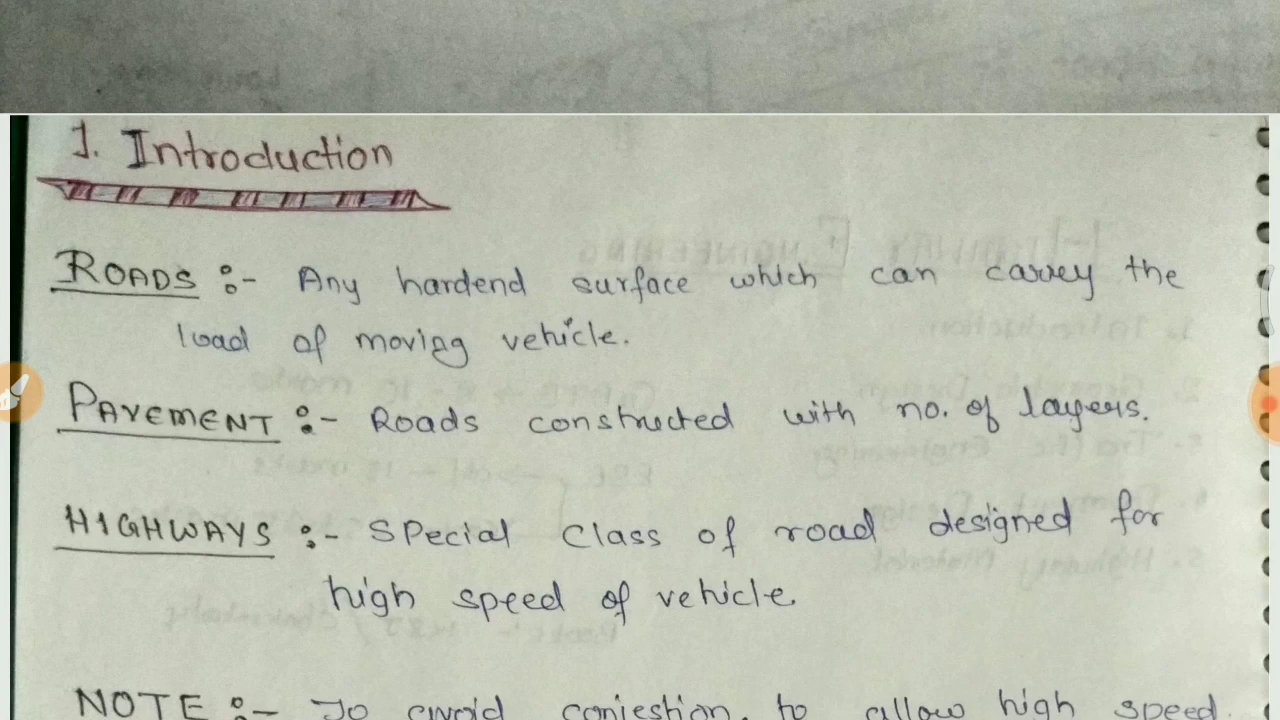 1. Introduction
ROADS :- Any hardend surface which can carry the
load of moving vehicle.
PAVEMENT :- Roads constructed with no. of layers.
HIGHWAYS :- Special Class of road designed for
high speed of vehicle.
NOTE :- To avoid conjestion, to allow high speed